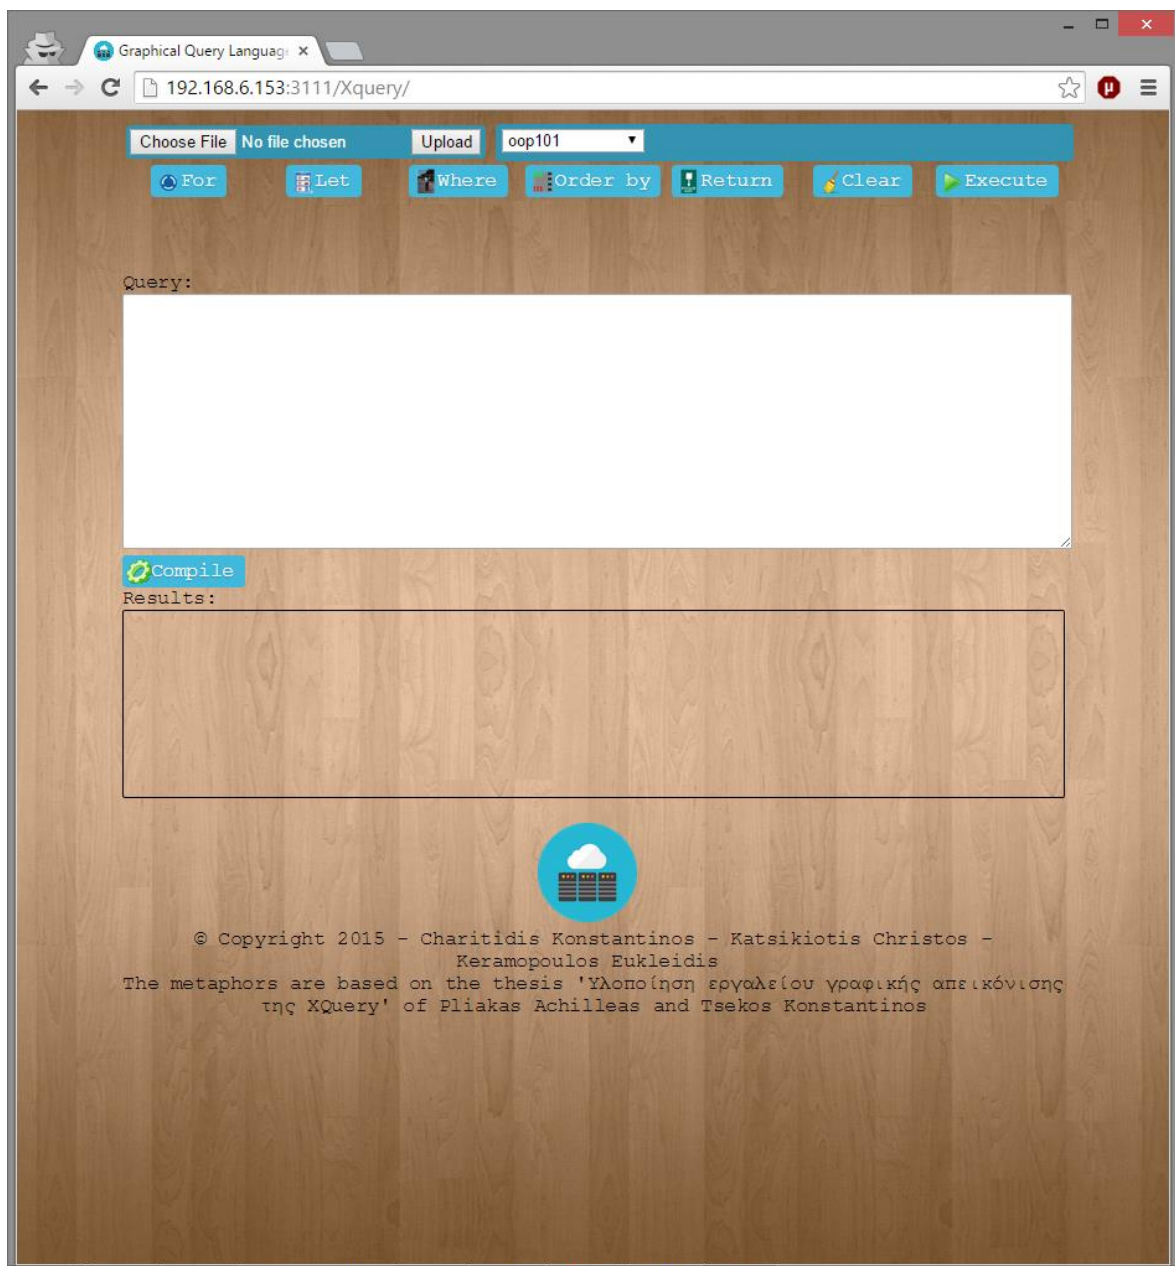 Graphical Query Languag
192.168.6.153:3111/Xquery/
Choose File No file chosen Upload oop101
For Let Where Order by Return Clear Execute
Query:
Compile
Results:
© Copyright 2015 - Charitidis Konstantinos - Katsikiotis Christos -
Keramopoulos Eukleidis
The metaphors are based on the thesis 'Υλοποίηση εργαλείου γραφικής απεικόνισης
της XQuery' of Pliakas Achilleas and Tsekos Konstantinos